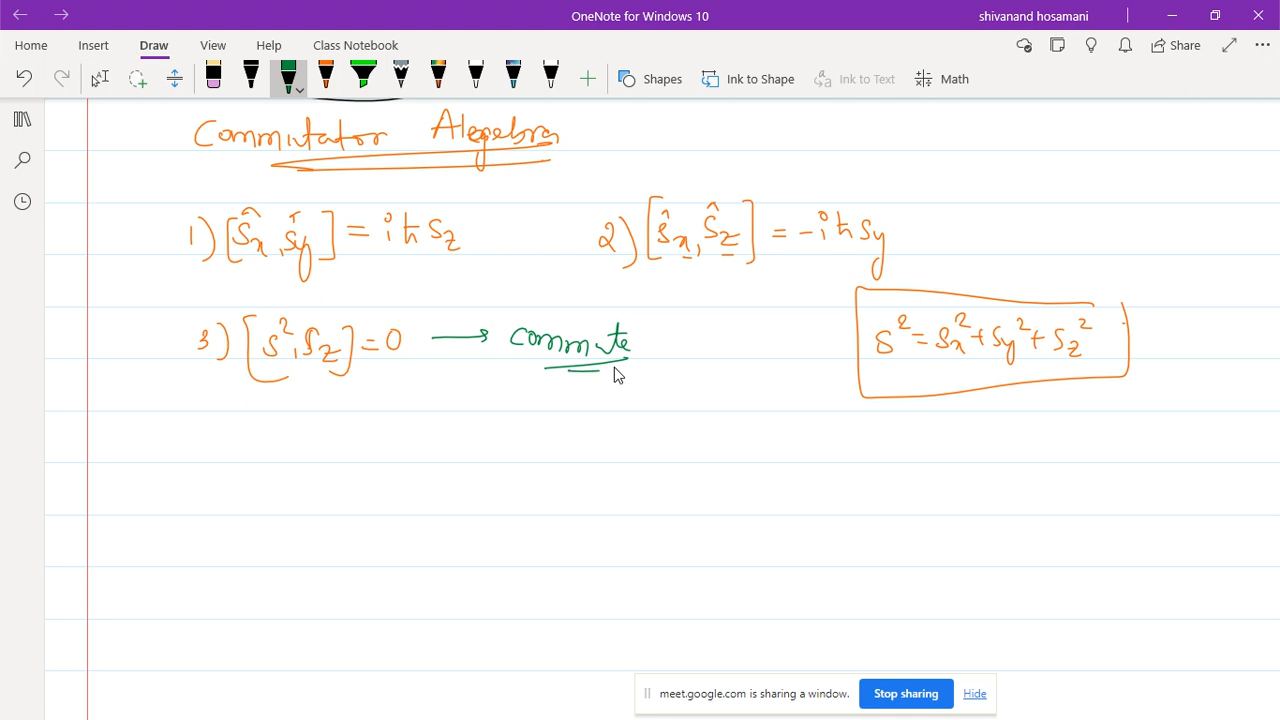 OneNote for Windows 10
shivanand hosamani
Home Insert Draw View Help Class Notebook Share
Shapes Ink to Shape Ink to Text Math
Commutator Alegebra
1) [Ŝx, Ŝy] = iℏ Sz 2) [Ŝx, Ŝz] = -iℏ Sy
3) [S², Sz] = 0 → commute S² = Sx² + Sy² + Sz²
meet.google.com is sharing a window. Stop sharing Hide